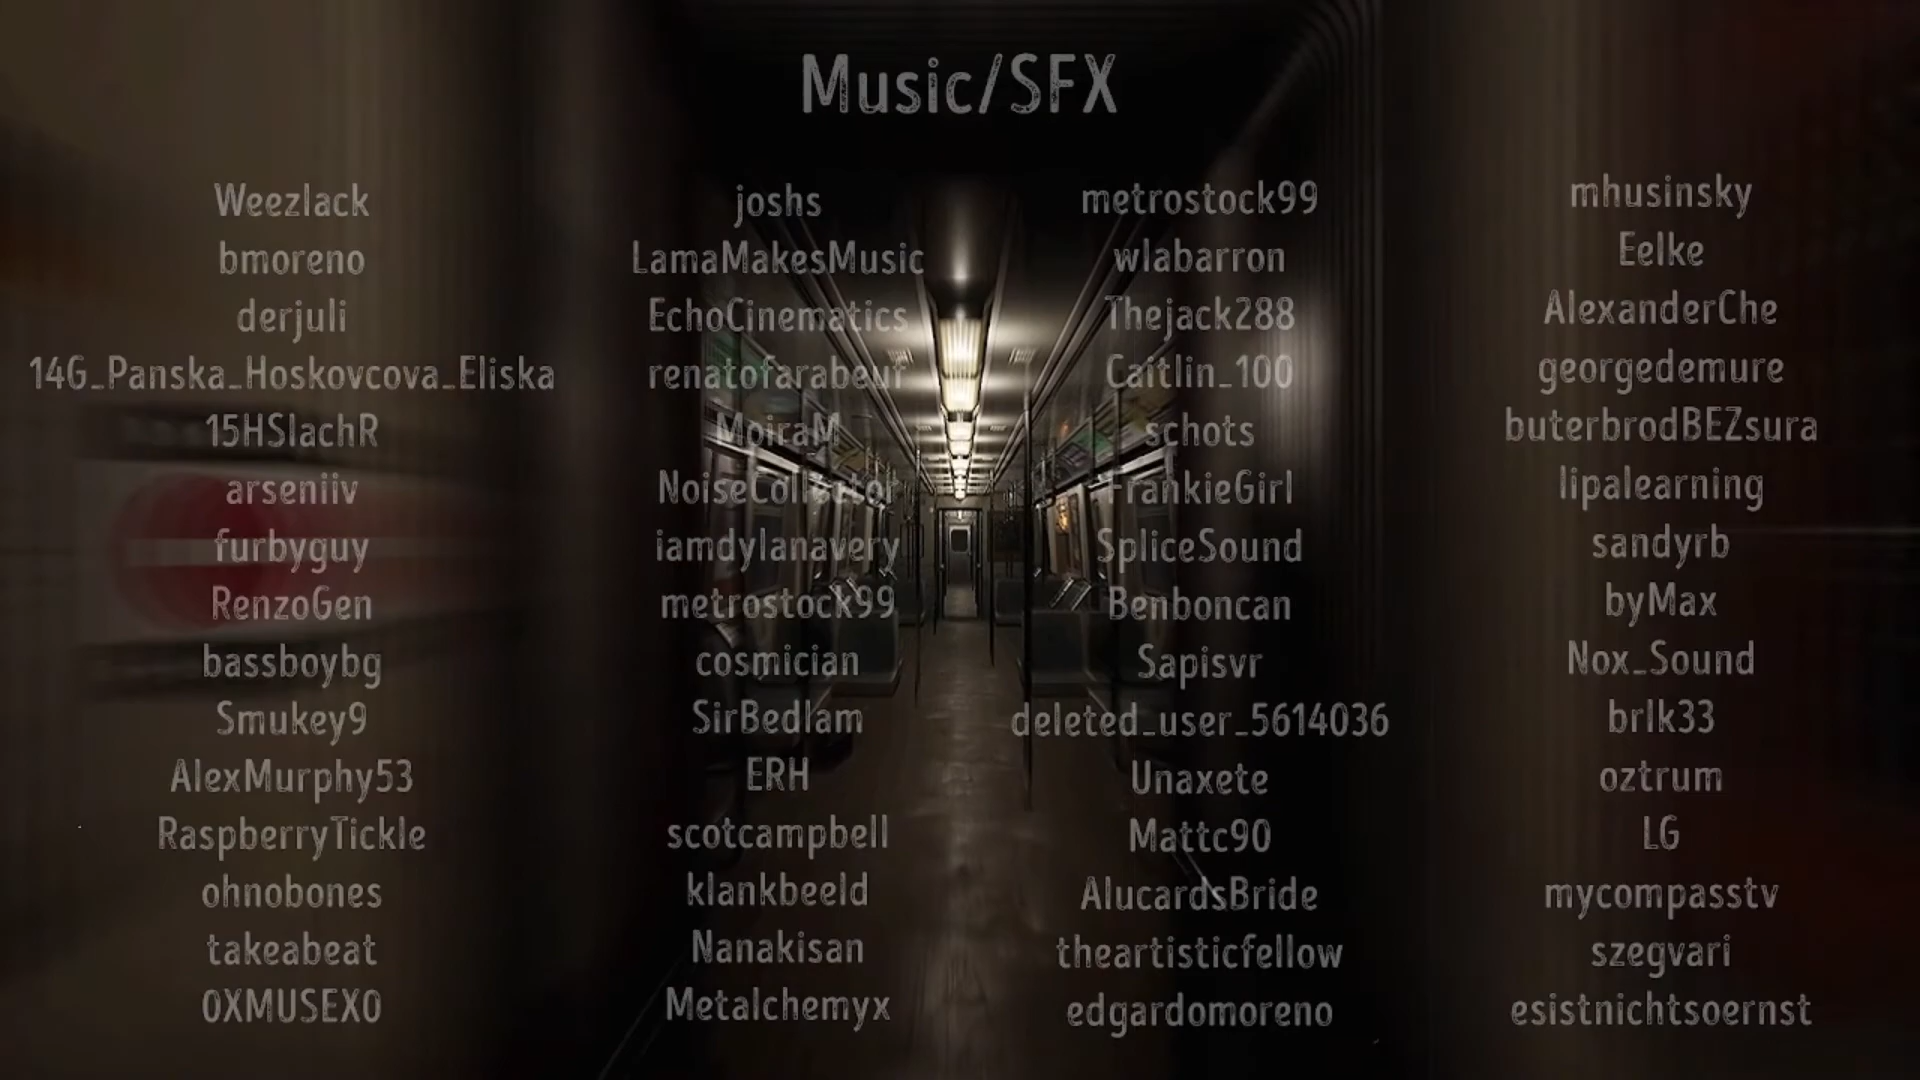 Music/SFX
Weezlack
bmoreno
derjuli
14G_Panska_Hoskovcova_Eliska
15HSlachR
arseniiv
furbyguy
RenzoGen
bassboybg
Smukey9
AlexMurphy53
RaspberryTickle
ohnobones
takeabeat
0XMUSEX0
joshs
LamaMakesMusic
EchoCinematics
renatofarabeuf
MoiraM
NoiseCollector
iamdylanavery
metrostock99
cosmician
SirBedlam
ERH
scotcampbell
klankbeeld
Nanakisan
Metalchemyx
metrostock99
wlabarron
Thejack288
Caitlin_100
schots
FrankieGirl
SpliceSound
Benboncan
Sapisvr
deleted_user_5614036
Unaxete
Mattc90
AlucardsBride
theartisticfellow
edgardomoreno
mhusinsky
Eelke
AlexanderChe
georgedemure
buterbrodBEZsura
lipalearning
sandyrb
byMax
Nox_Sound
brlk33
oztrum
LG
mycompasstv
szegvari
esistnichtsoernst